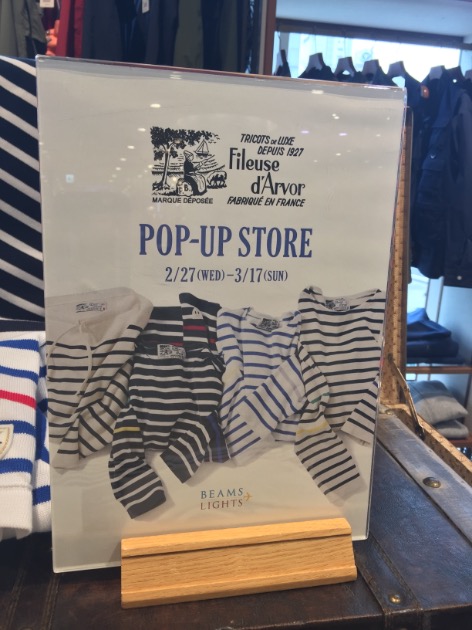 TRICOTS DE LUXE
DEPUIS 1927
Fileuse
d'Arvor
MARQUE DÉPOSÉE
FABRIQUÉ EN FRANCE
POP-UP STORE
2/27(WED)–3/17(SUN)
BEAMS
LIGHTS